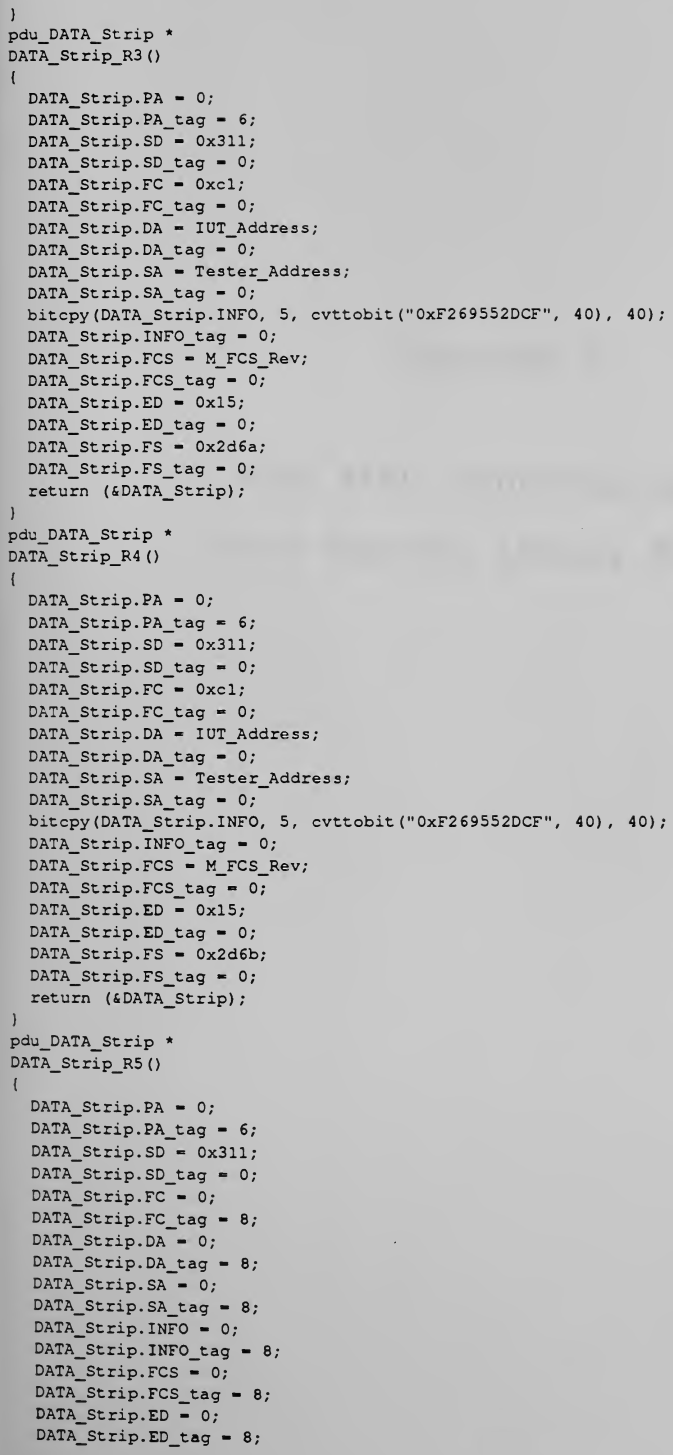 }
pdu_DATA_Strip *
DATA_Strip_R3()
{
DATA_Strip.PA = 0;
DATA_Strip.PA_tag = 6;
DATA_Strip.SD = 0x311;
DATA_Strip.SD_tag = 0;
DATA_Strip.FC = 0xc1;
DATA_Strip.FC_tag = 0;
DATA_Strip.DA = IUT_Address;
DATA_Strip.DA_tag = 0;
DATA_Strip.SA = Tester_Address;
DATA_Strip.SA_tag = 0;
bitcpy(DATA_Strip.INFO, 5, cvttobit("0xF269552DCF", 40), 40);
DATA_Strip.INFO_tag = 0;
DATA_Strip.FCS = M_FCS_Rev;
DATA_Strip.FCS_tag = 0;
DATA_Strip.ED = 0x15;
DATA_Strip.ED_tag = 0;
DATA_Strip.FS = 0x2d6a;
DATA_Strip.FS_tag = 0;
return (&DATA_Strip);
}
pdu_DATA_Strip *
DATA_Strip_R4()
{
DATA_Strip.PA = 0;
DATA_Strip.PA_tag = 6;
DATA_Strip.SD = 0x311;
DATA_Strip.SD_tag = 0;
DATA_Strip.FC = 0xc1;
DATA_Strip.FC_tag = 0;
DATA_Strip.DA = IUT_Address;
DATA_Strip.DA_tag = 0;
DATA_Strip.SA = Tester_Address;
DATA_Strip.SA_tag = 0;
bitcpy(DATA_Strip.INFO, 5, cvttobit("0xF269552DCF", 40), 40);
DATA_Strip.INFO_tag = 0;
DATA_Strip.FCS = M_FCS_Rev;
DATA_Strip.FCS_tag = 0;
DATA_Strip.ED = 0x15;
DATA_Strip.ED_tag = 0;
DATA_Strip.FS = 0x2d6b;
DATA_Strip.FS_tag = 0;
return (&DATA_Strip);
}
pdu_DATA_Strip *
DATA_Strip_R5()
{
DATA_Strip.PA = 0;
DATA_Strip.PA_tag = 6;
DATA_Strip.SD = 0x311;
DATA_Strip.SD_tag = 0;
DATA_Strip.FC = 0;
DATA_Strip.FC_tag = 8;
DATA_Strip.DA = 0;
DATA_Strip.DA_tag = 8;
DATA_Strip.SA = 0;
DATA_Strip.SA_tag = 8;
DATA_Strip.INFO = 0;
DATA_Strip.INFO_tag = 8;
DATA_Strip.FCS = 0;
DATA_Strip.FCS_tag = 8;
DATA_Strip.ED = 0;
DATA_Strip.ED_tag = 8;